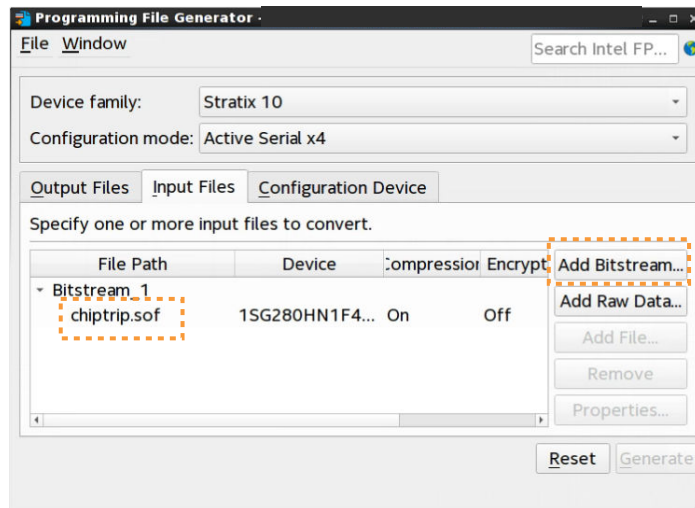 Programming File Generator -
File Window
Search Intel FP...
Device family: Stratix 10
Configuration mode: Active Serial x4
Output Files Input Files Configuration Device
Specify one or more input files to convert.
File Path Device Compression Encrypt Add Bitstream...
Bitstream_1
Add Raw Data...
chiptrip.sof 1SG280HN1F4... On Off
Add File...
Remove
Properties...
Reset Generate